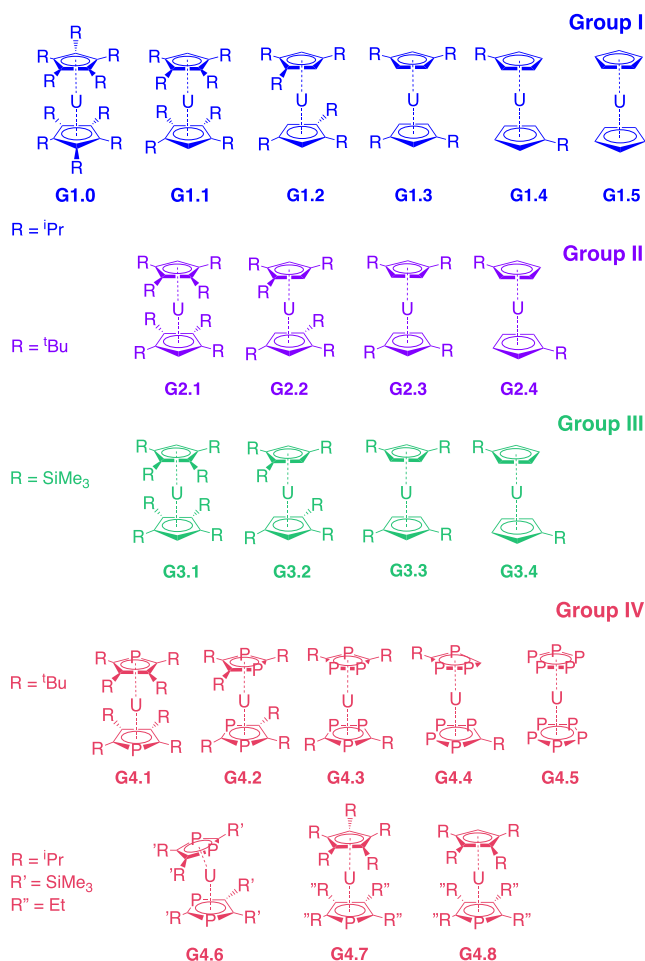 Group I
R
R R R R R R R R R
R R R R R
U U U U U U
R R R R R
R R R R R R R R R
R
G1.0 G1.1 G1.2 G1.3 G1.4 G1.5
R = iPr
Group II
R R R R R R R
R R R
U U U U
R R R
R = tBu
R R R R R R R
G2.1 G2.2 G2.3 G2.4
Group III
R R R R R R R
R = SiMe3
R R R
U U U U
R R R
R R R R R R R
G3.1 G3.2 G3.3 G3.4
Group IV
R P R R P R R R R P P P P
R = tBu
R R R P P P P P P P P
U U U U U
R R P P R P P P P P P
R P R R P R R P R P P R P P P
G4.1 G4.2 G4.3 G4.4 G4.5
R
P R' R R R R
R = iPr
'R P
'R R R R R
R' = SiMe3
U U U
R" = Et
P R' "R R" "R R"
'R P R' "R P R" "R P R"
G4.6 G4.7 G4.8